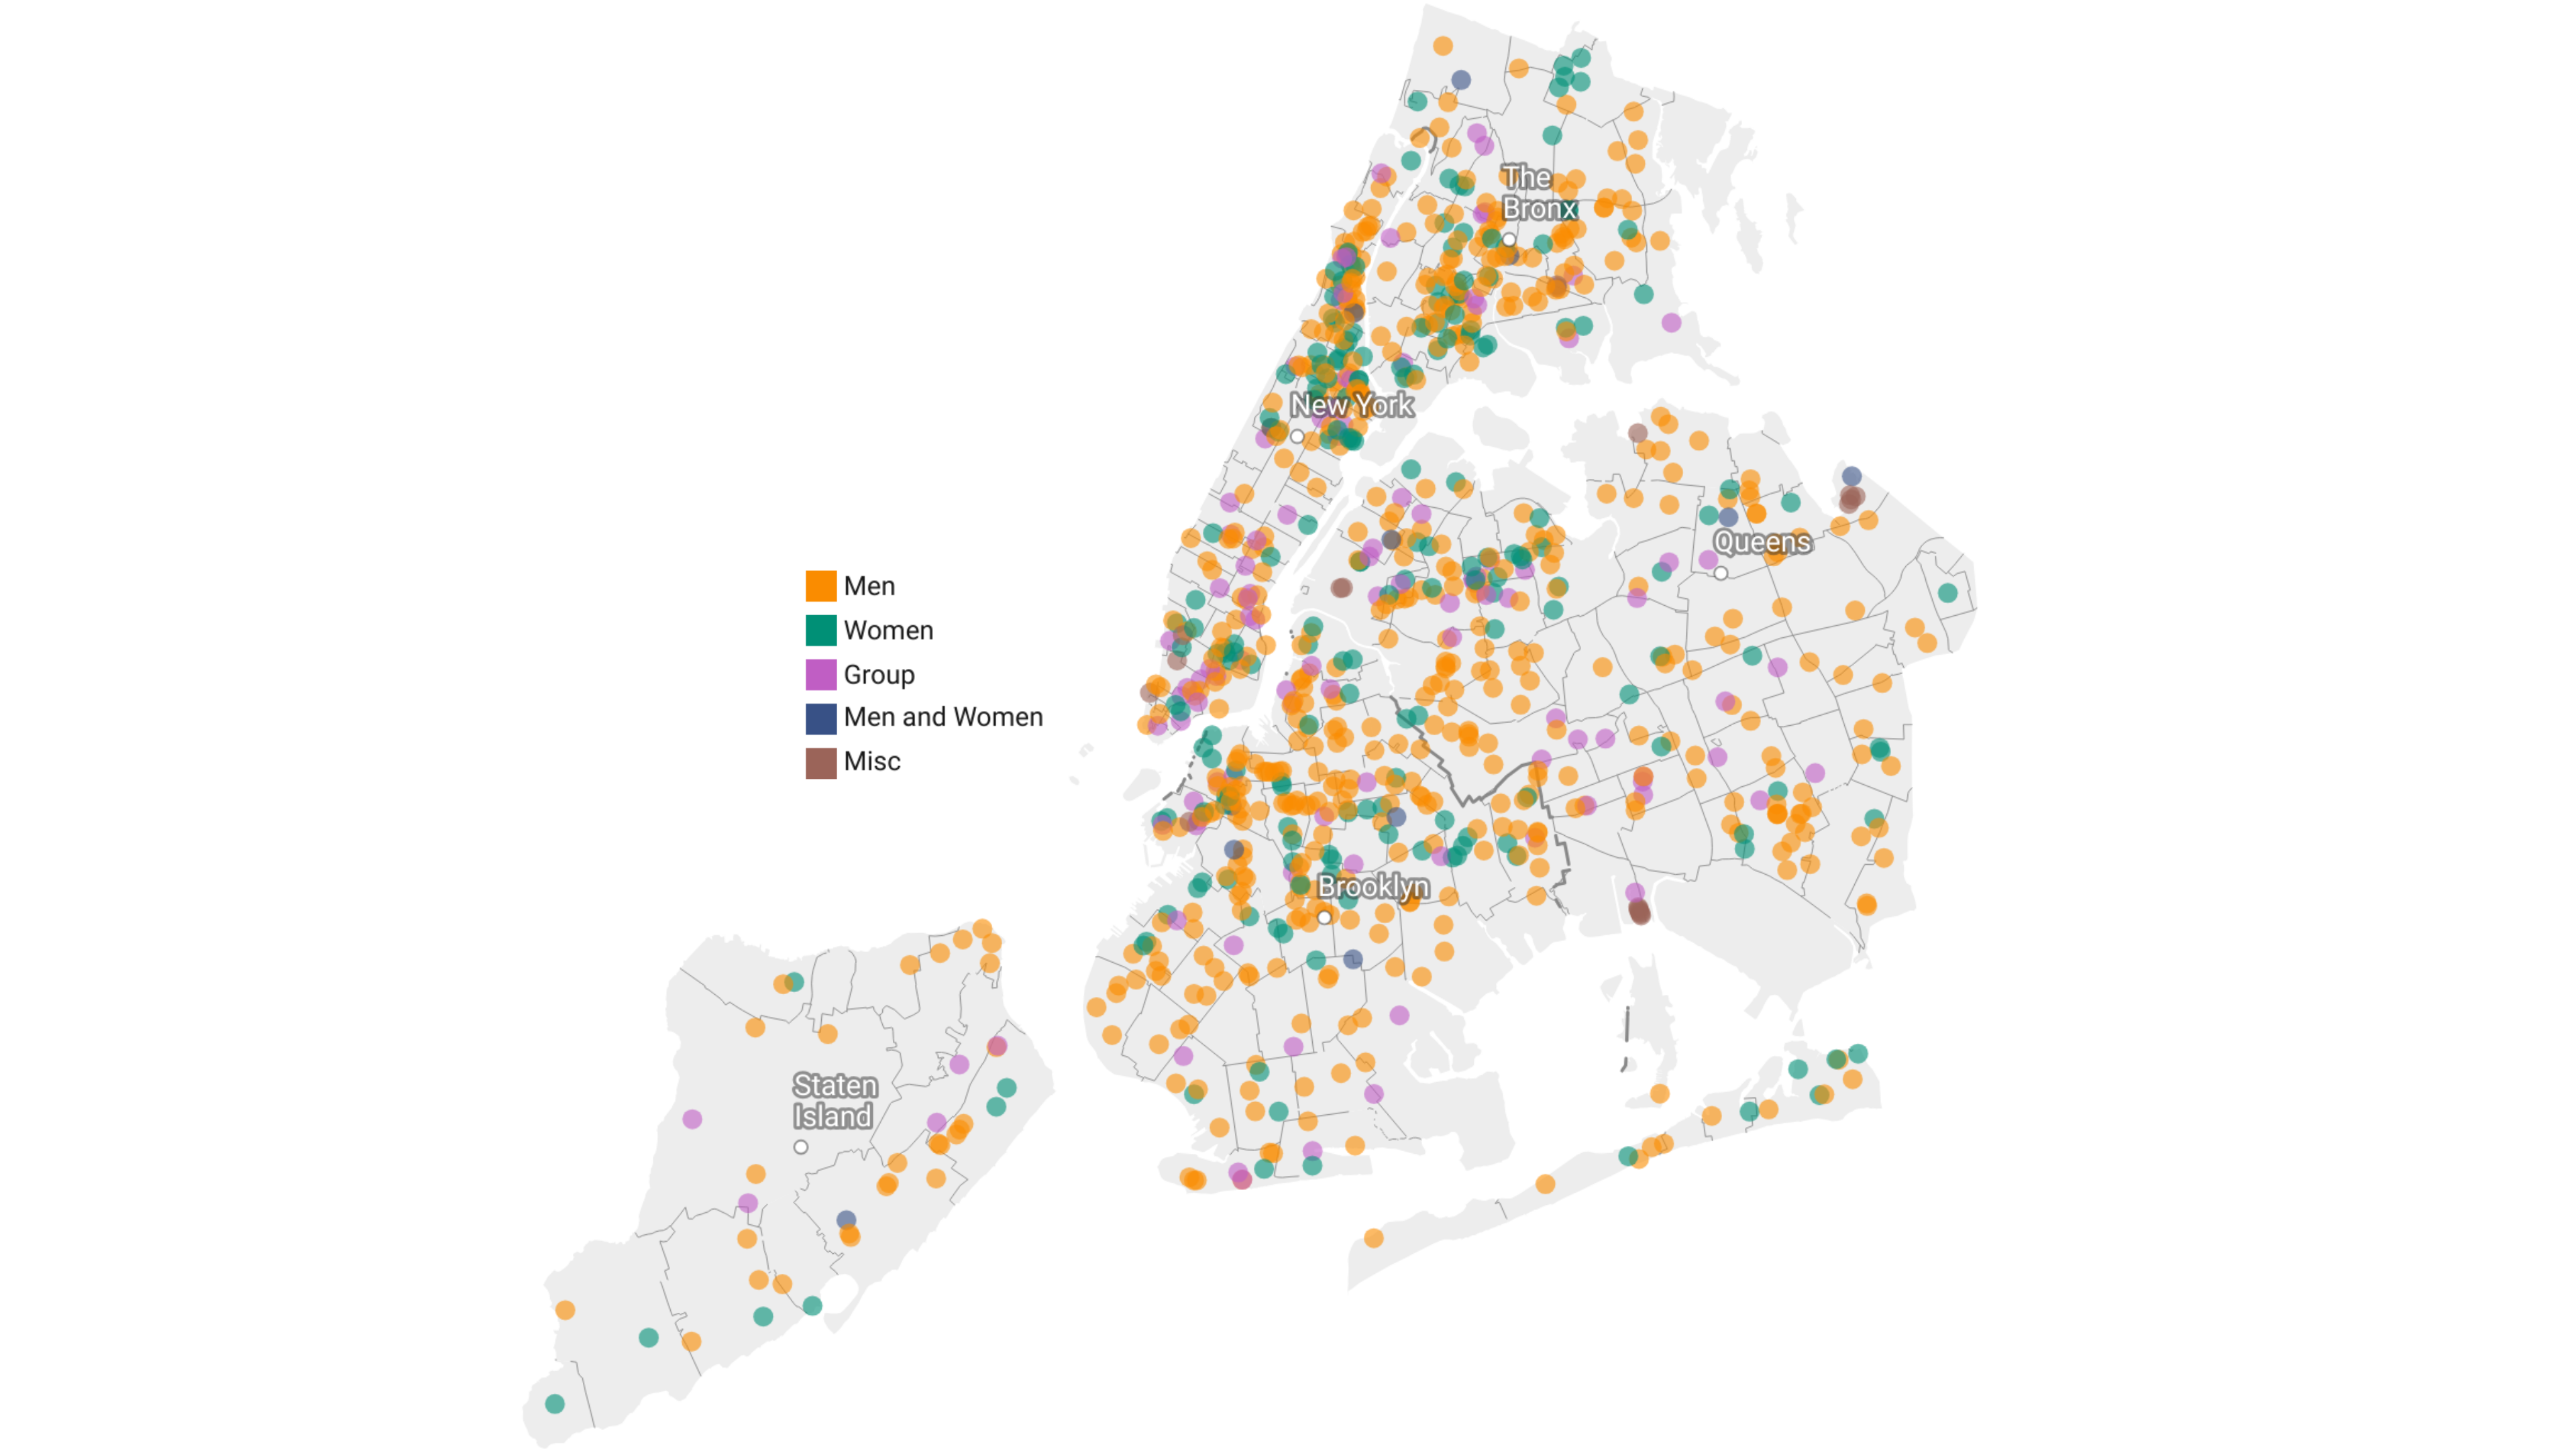 The
Bronx
New York
Queens
Men
Women
Group
Men and Women
Misc
Brooklyn
Staten
Island